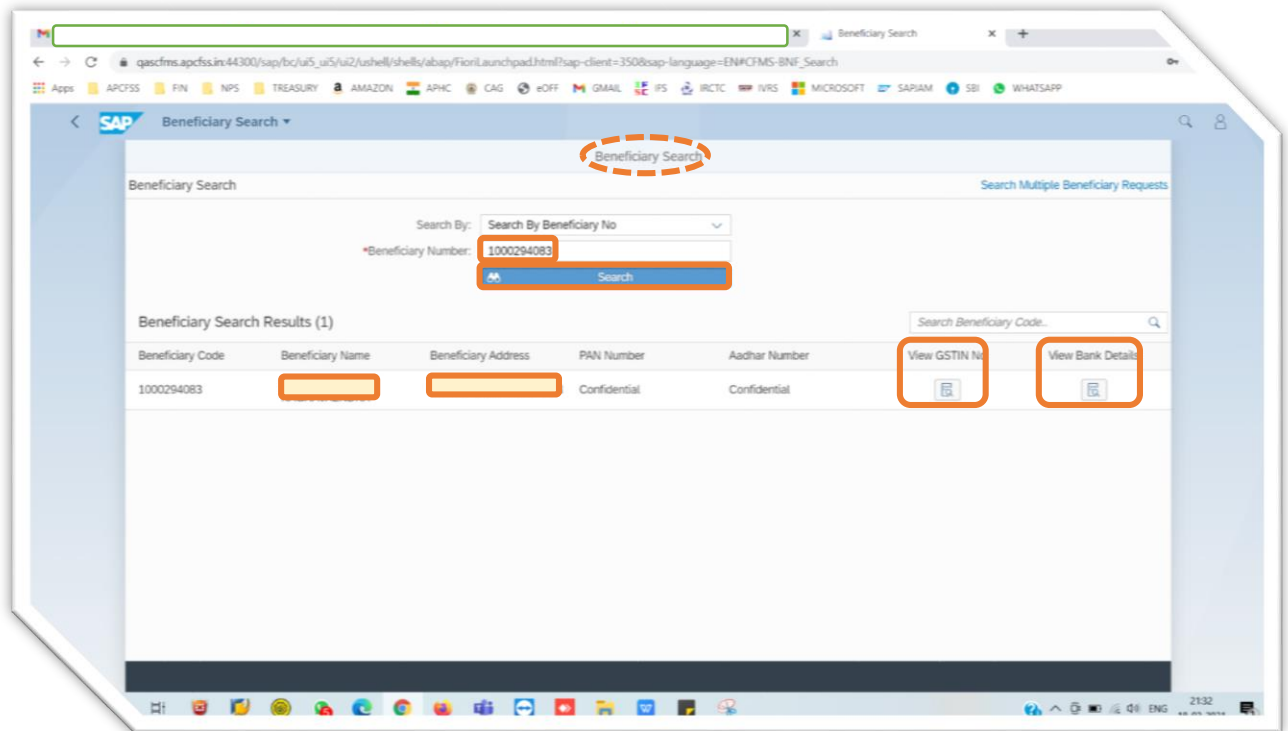 Beneficiary Search
qascfms.apcfss.in:44300/sap/bc/ui5_ui5/ui2/ushell/shells/abap/FioriLaunchpad.html?sap-client=350&sap-language=EN#CFMS-BNF_Search
Apps APCFSS FIN NPS TREASURY AMAZON APHC CAG eOFF GMAIL IFS IRCTC IVRS MICROSOFT SAPJAM SBI WHATSAPP
SAP Beneficiary Search
Beneficiary Search
Beneficiary Search Search Multiple Beneficiary Requests
Search By: Search By Beneficiary No
*Beneficiary Number: 1000294083
Search
Beneficiary Search Results (1) Search Beneficiary Code..
Beneficiary Code Beneficiary Name Beneficiary Address PAN Number Aadhar Number View GSTIN No View Bank Details
1000294083 Confidential Confidential
ENG 21:32